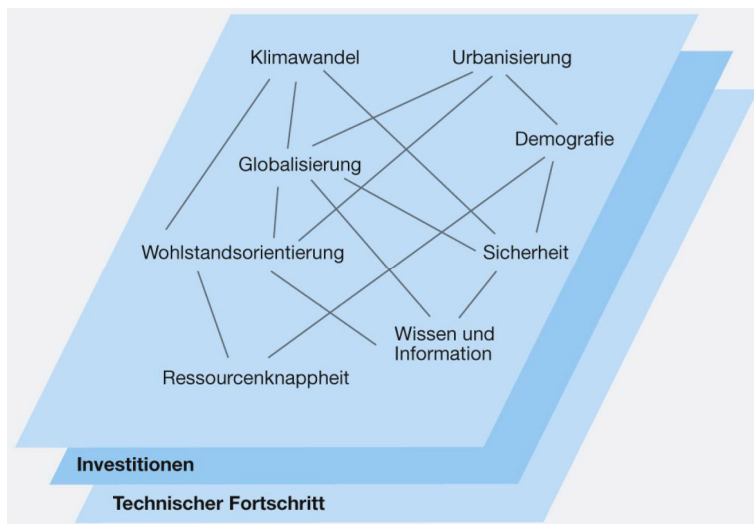 Klimawandel
Urbanisierung
Demografie
Globalisierung
Wohlstandsorientierung
Sicherheit
Wissen und
Information
Ressourcenknappheit
Investitionen
Technischer Fortschritt